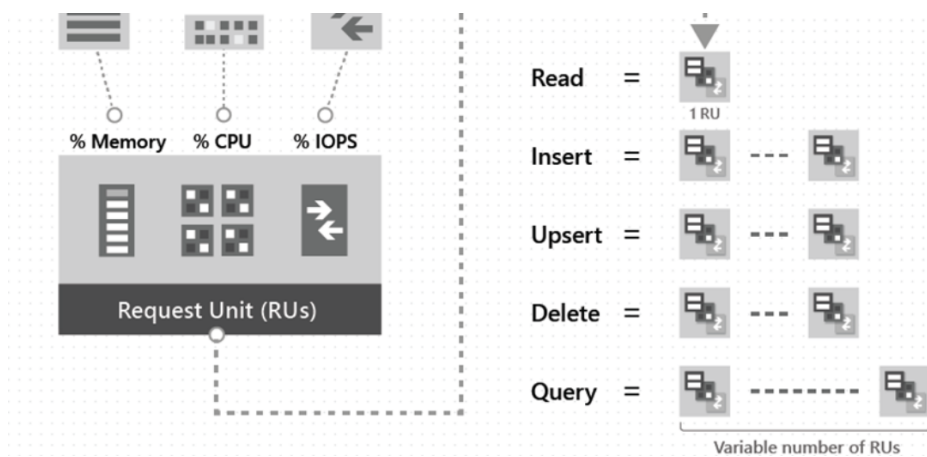 % Memory
% CPU
% IOPS
Request Unit (RUs)
Read =
1 RU
Insert =
Upsert =
Delete =
Query =
Variable number of RUs